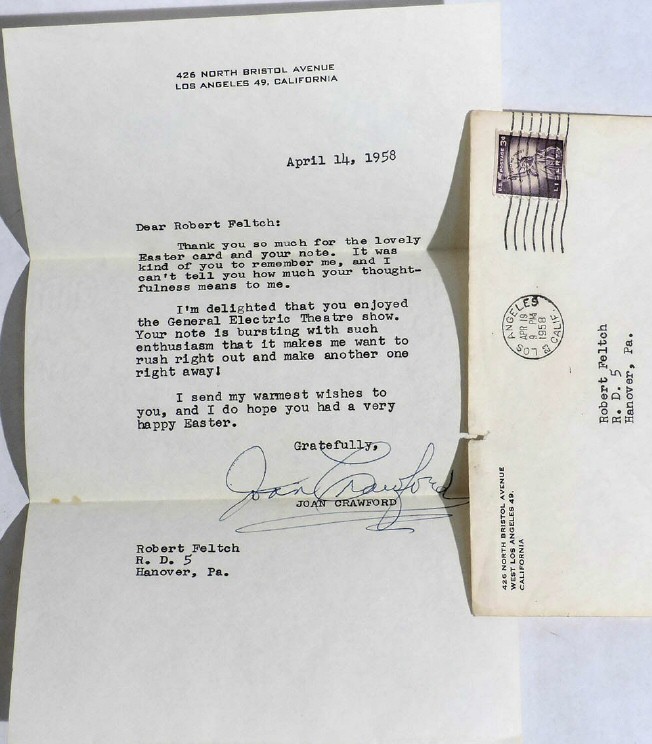 426 NORTH BRISTOL AVENUE
LOS ANGELES 49, CALIFORNIA
April 14, 1958
Dear Robert Feltch:
Thank you so much for the lovely
Easter card and your note. It was
kind of you to remember me, and I
can't tell you how much your thought-
fulness means to me.
I'm delighted that you enjoyed
the General Electric Theatre show.
Your note is bursting with such
enthusiasm that it makes me want to
rush right out and make another one
right away!
I send my warmest wishes to
you, and I do hope you had a very
happy Easter.
Gratefully,
Joan Crawford
JOAN CRAWFORD
Robert Feltch
R. D. 5
Hanover, Pa.
U.S. POSTAGE 3¢
LIBERTY
LOS ANGELES CALIF.
APR 19
9 PM
1958
Robert Feltch
R. D. 5
Hanover, Pa.
426 NORTH BRISTOL AVENUE
WEST LOS ANGELES 49,
CALIFORNIA